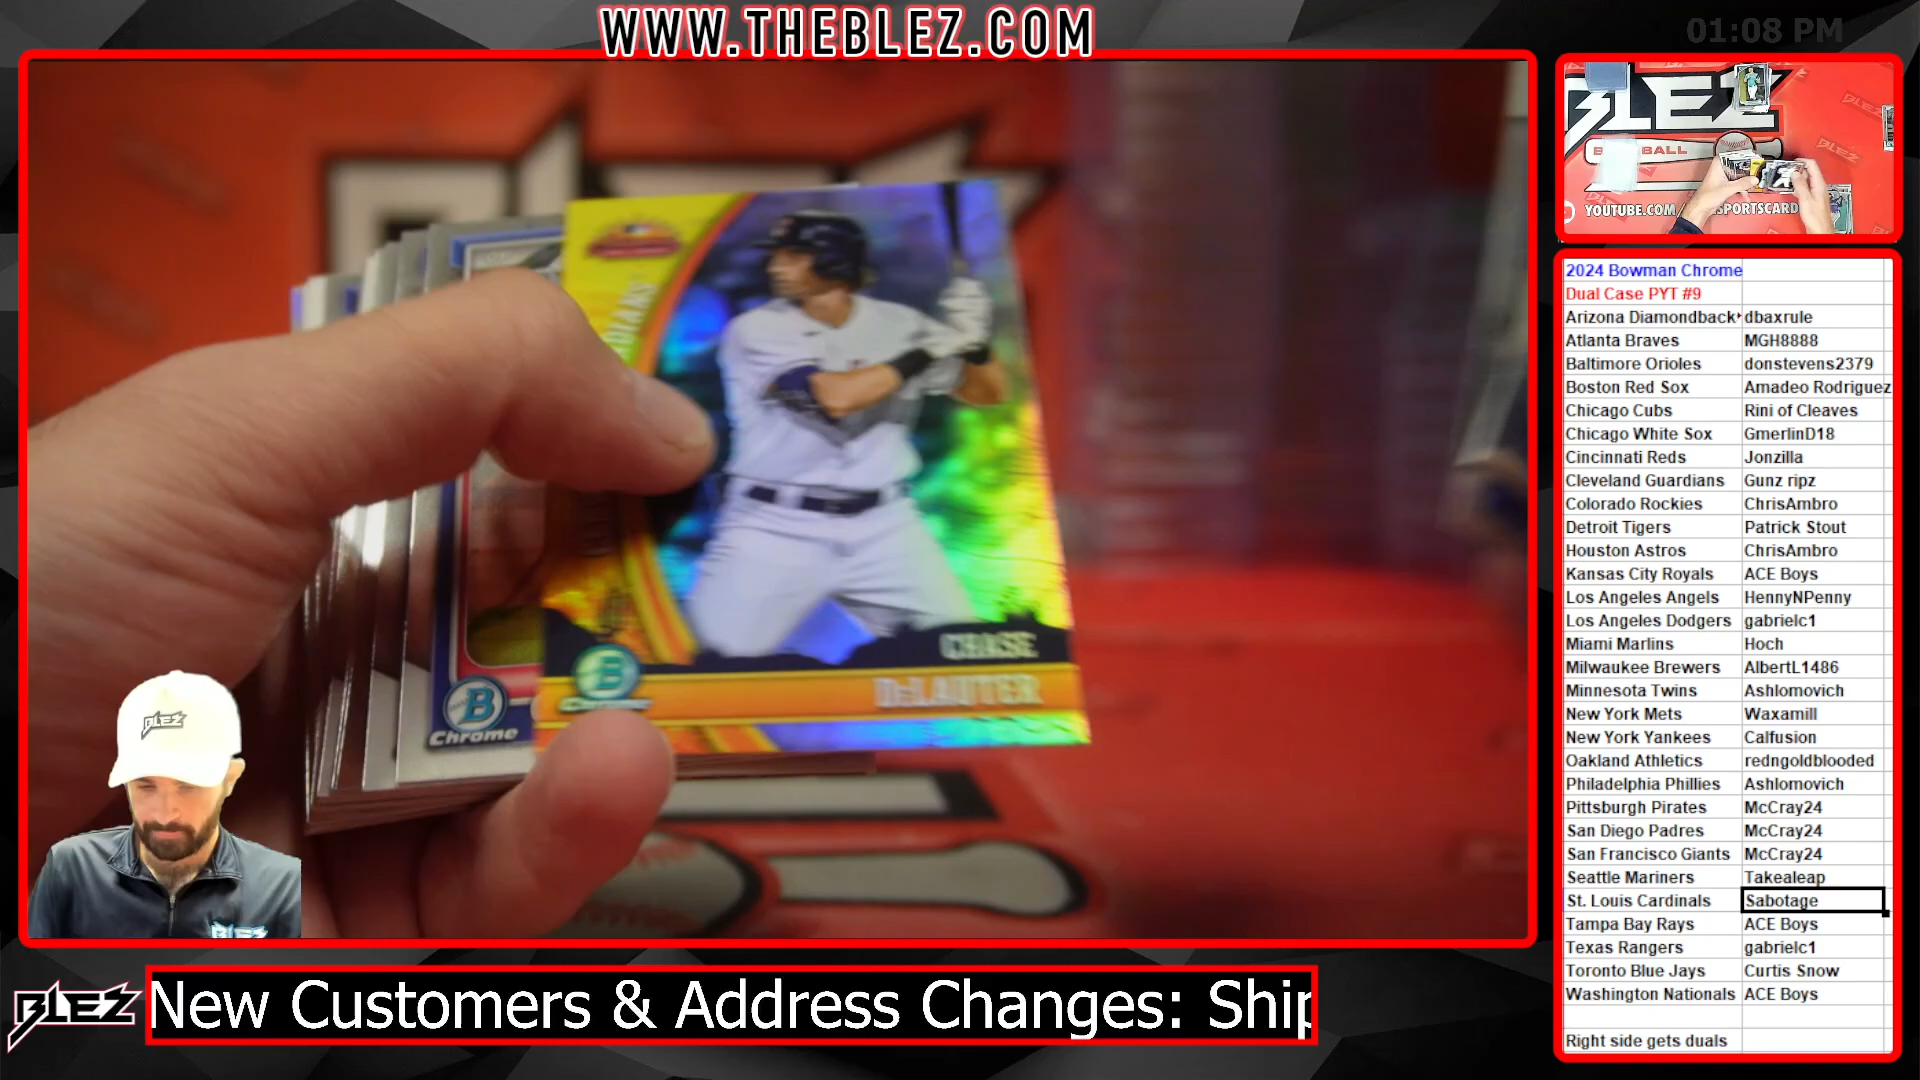 WWW.THEBLEZ.COM
01:08 PM
BLEZ
YOUTUBE.COM/
SPORTSCARD
CHASE
DeLAUTER
B
Chrome
B
Chrome
BLEZ
2024 Bowman Chrome
Dual Case PYT #9
Arizona Diamondback dbaxrule
Atlanta Braves MGH8888
Baltimore Orioles donstevens2379
Boston Red Sox Amadeo Rodriguez
Chicago Cubs Rini of Cleaves
Chicago White Sox GmerlinD18
Cincinnati Reds Jonzilla
Cleveland Guardians Gunz ripz
Colorado Rockies ChrisAmbro
Detroit Tigers Patrick Stout
Houston Astros ChrisAmbro
Kansas City Royals ACE Boys
Los Angeles Angels HennyNPenny
Los Angeles Dodgers gabrielc1
Miami Marlins Hoch
Milwaukee Brewers AlbertL1486
Minnesota Twins Ashlomovich
New York Mets Waxamill
New York Yankees Calfusion
Oakland Athletics redngoldblooded
Philadelphia Phillies Ashlomovich
Pittsburgh Pirates McCray24
San Diego Padres McCray24
San Francisco Giants McCray24
Seattle Mariners Takealeap
St. Louis Cardinals Sabotage
Tampa Bay Rays ACE Boys
Texas Rangers gabrielc1
Toronto Blue Jays Curtis Snow
Washington Nationals ACE Boys
Right side gets duals
BLEZ
New Customers & Address Changes: Ship